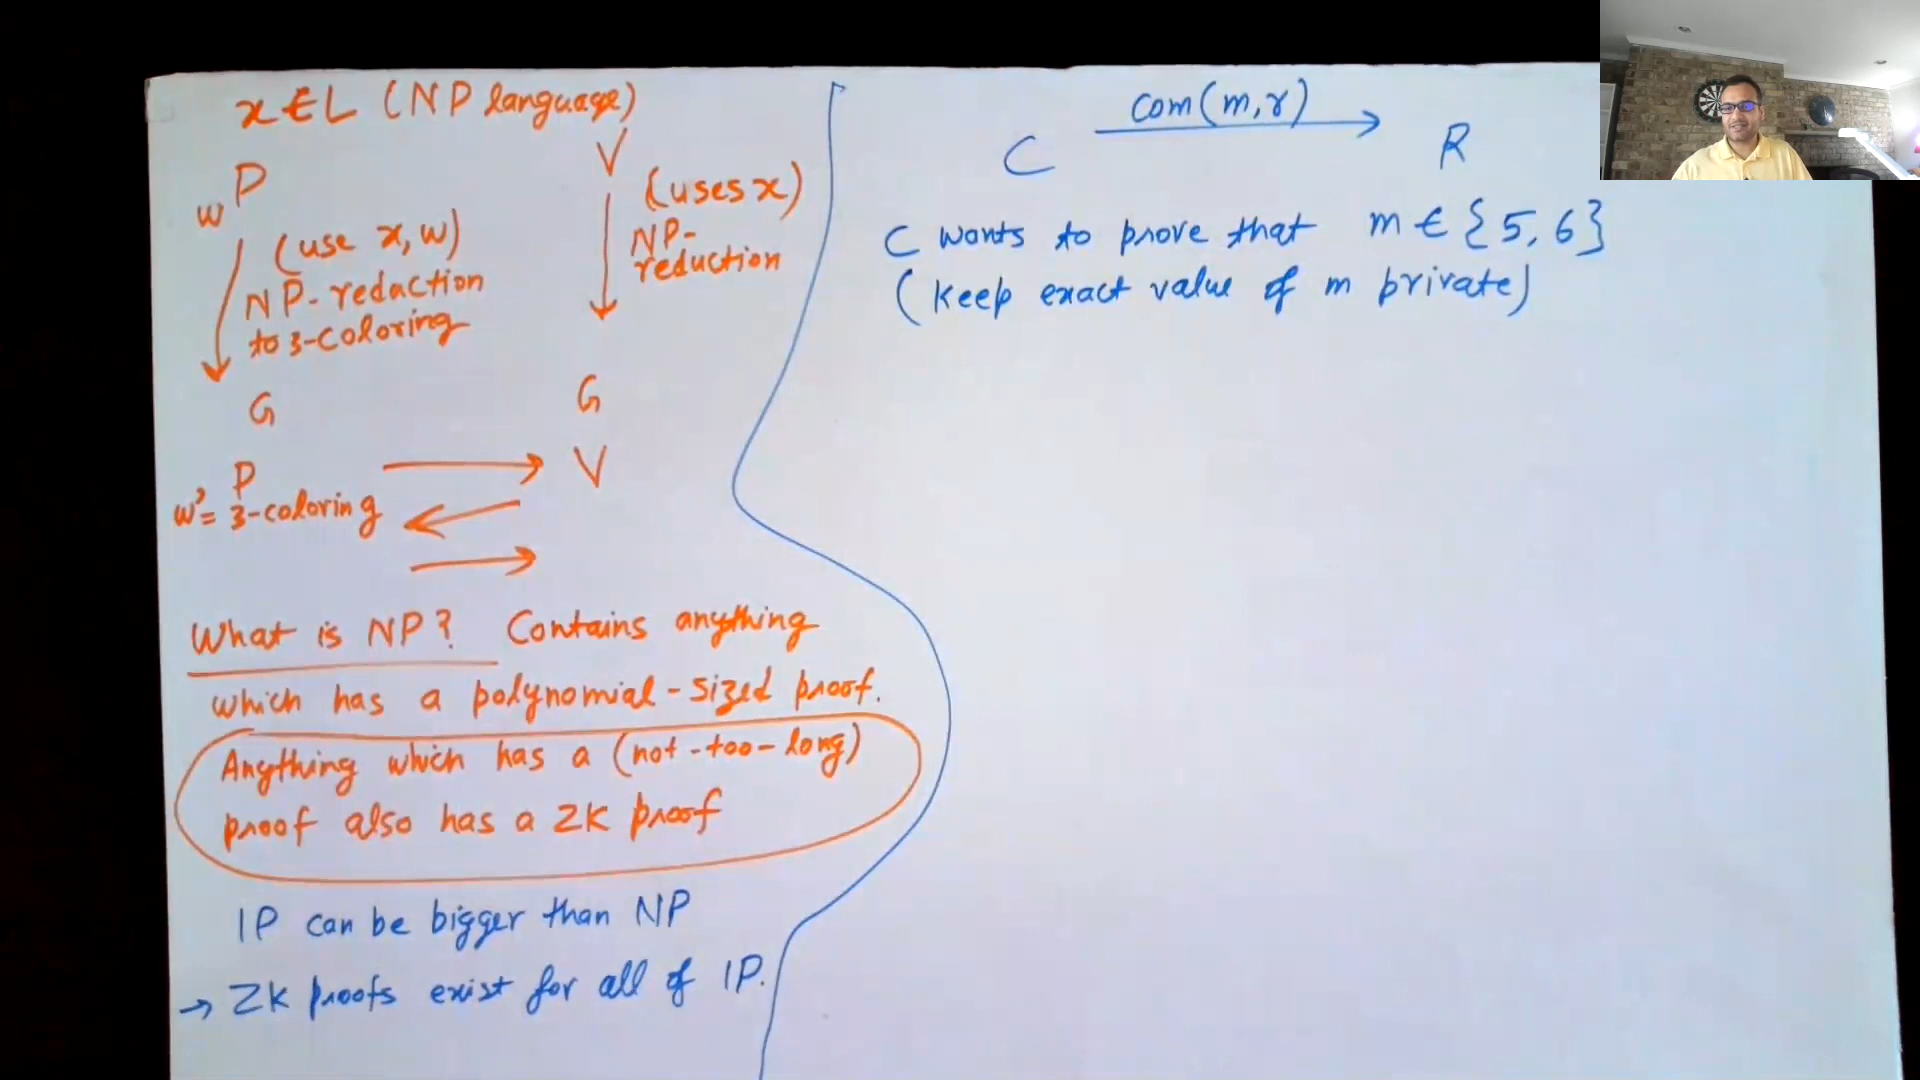 x ∈ L (NP language)
P
V
w
(use x, w)
NP-reduction
to 3-coloring
(uses x)
NP-
reduction
G
G
P
V
w' = 3-coloring
What is NP? Contains anything
which has a polynomial-sized proof.
Anything which has a (not-too-long)
proof also has a ZK proof
IP can be bigger than NP
→ ZK proofs exist for all of IP.
Com(m,r)
C
R
C wants to prove that m ∈ {5, 6}
(Keep exact value of m private)